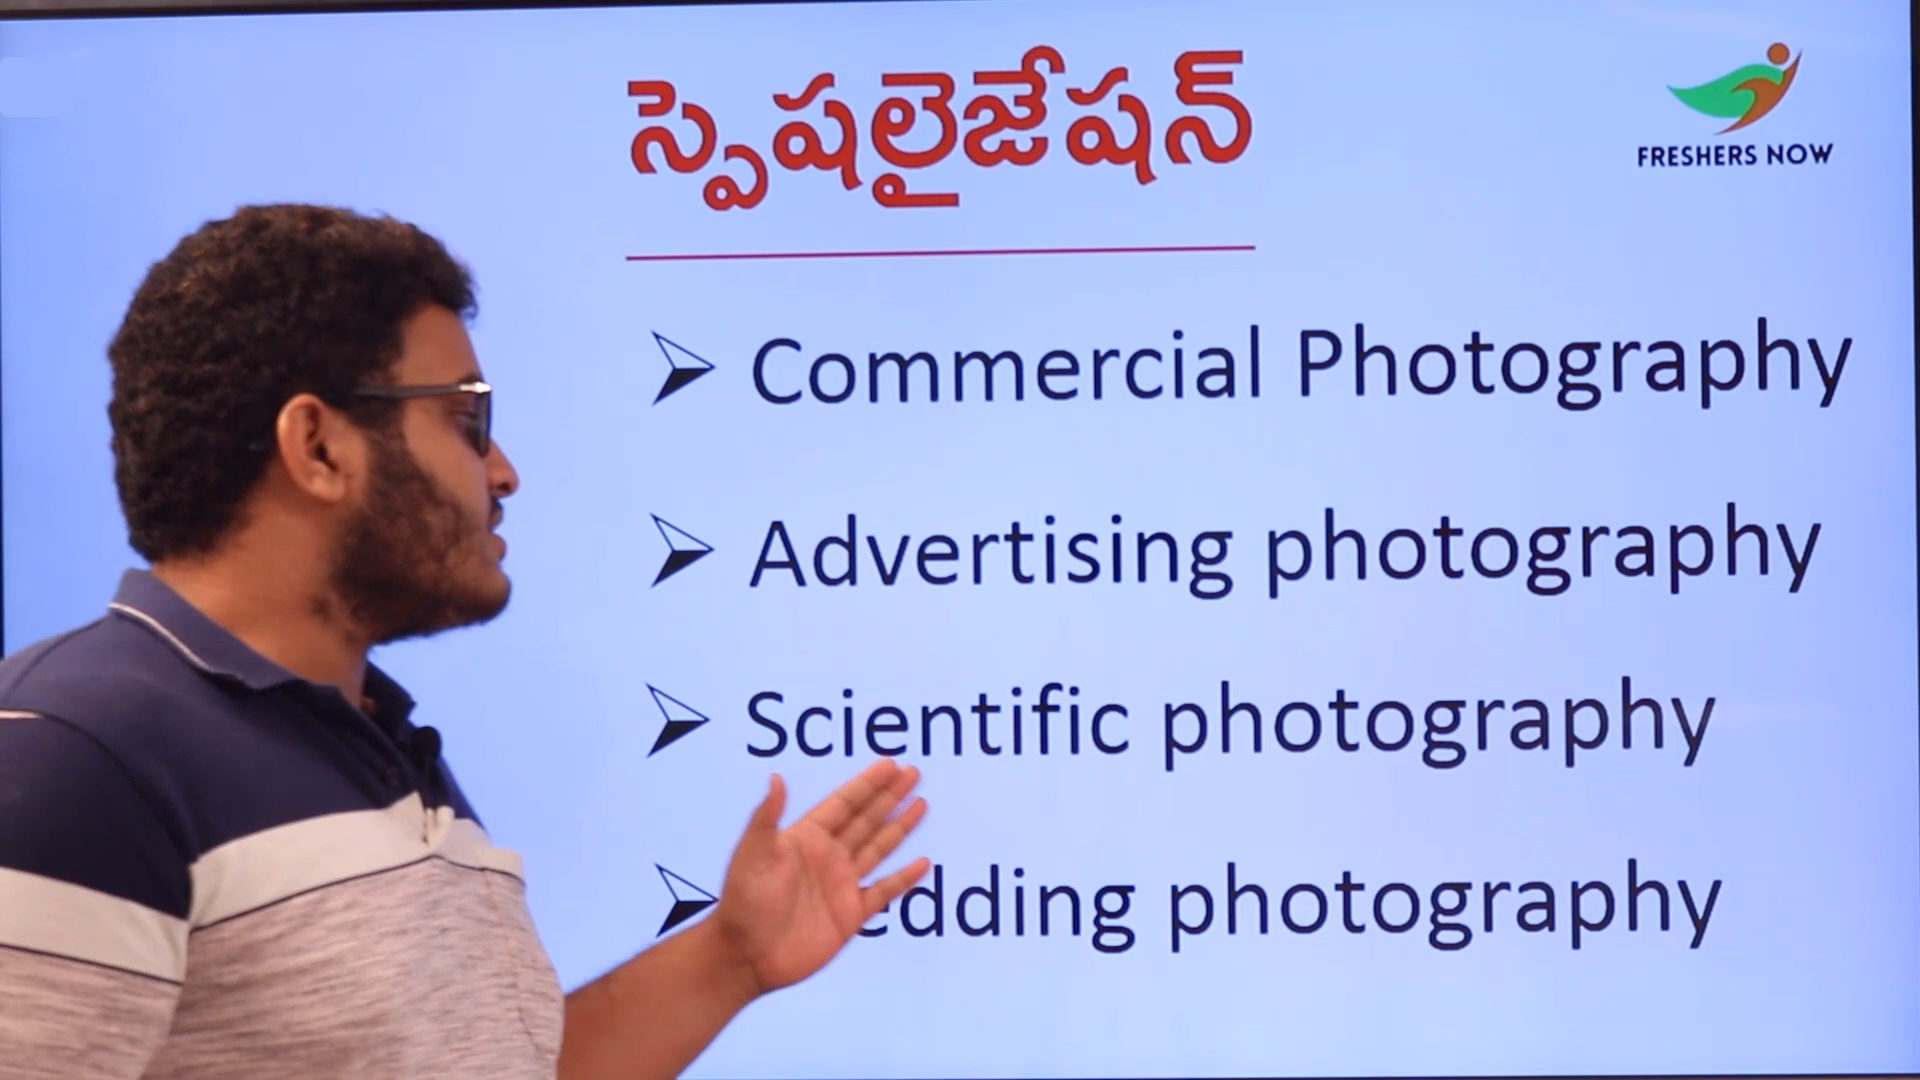 స్పెషలైజేషన్
FRESHERS NOW
Commercial Photography
Advertising photography
Scientific photography
photography